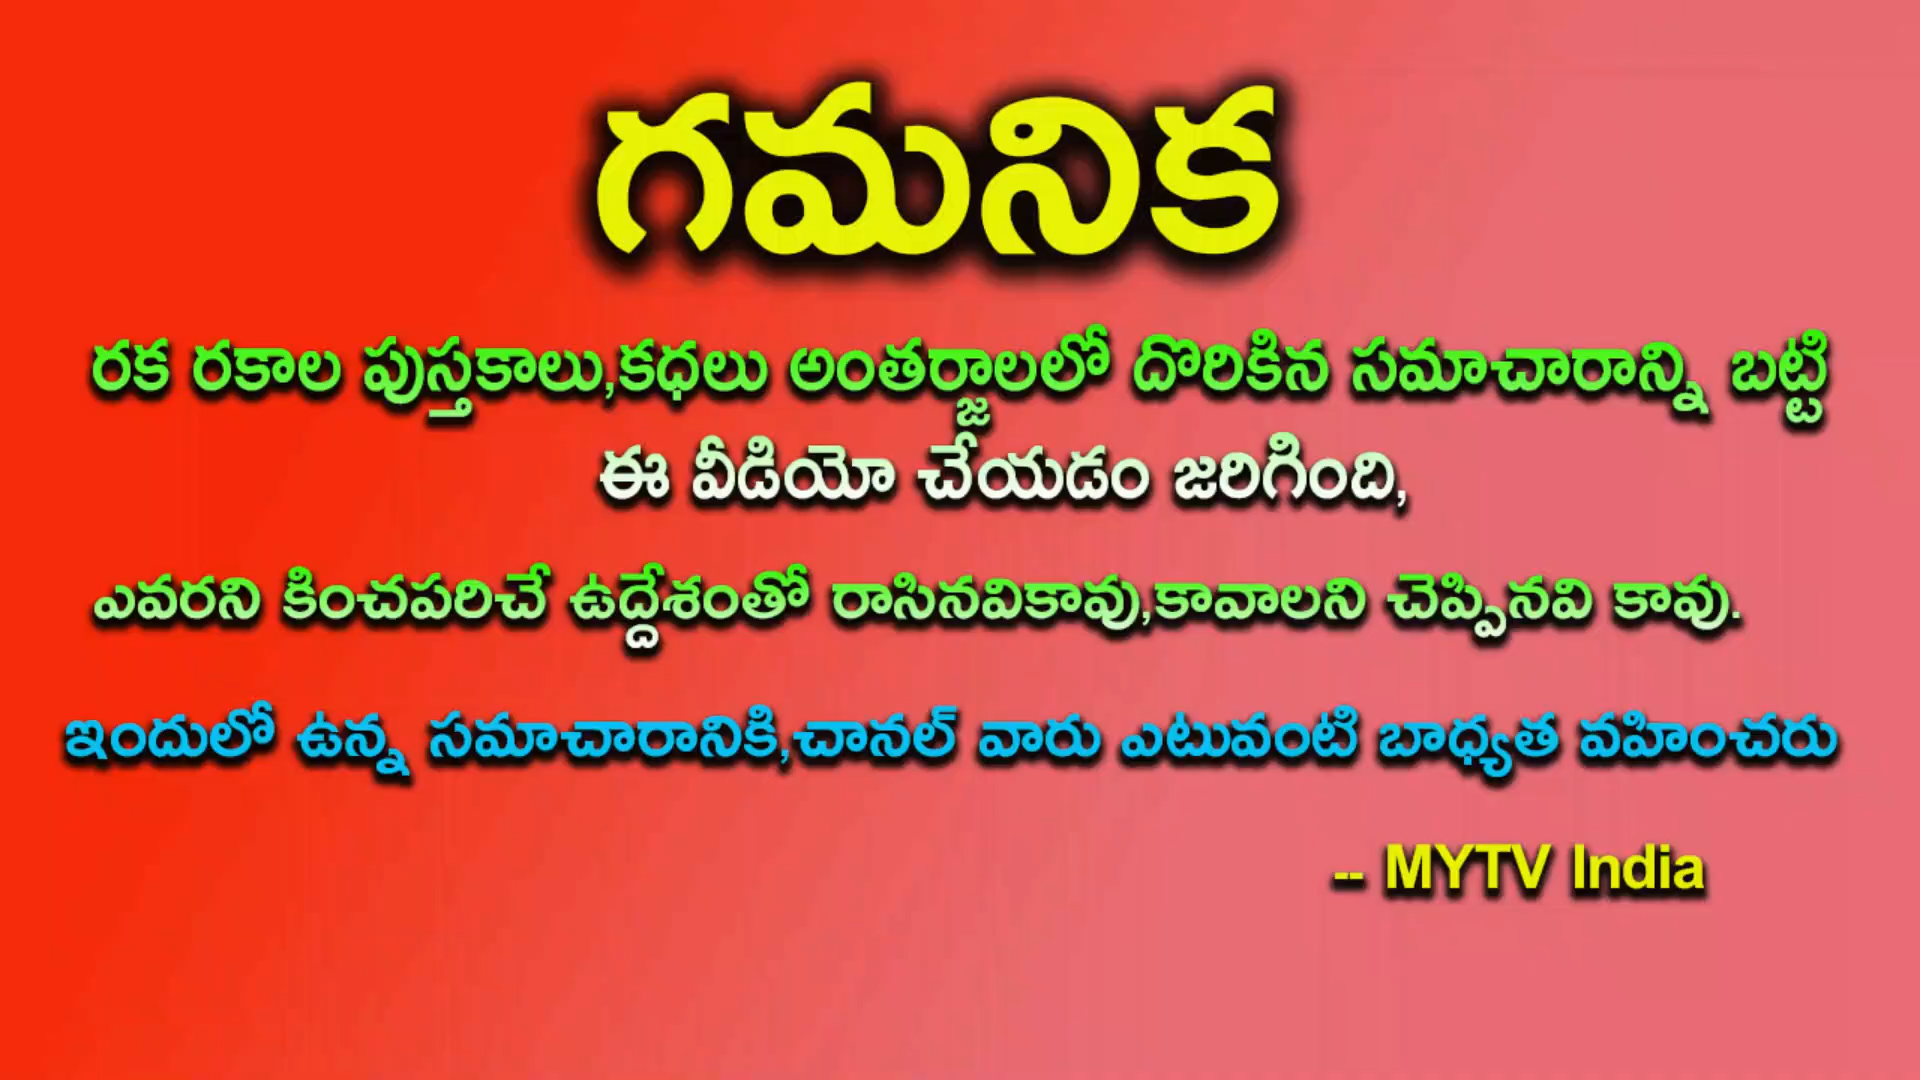 గమనిక
రక రకాల పుస్తకాలు,కధలు అంతర్జాలలో దొరికిన సమాచారాన్ని బట్టి
ఈ వీడియో చేయడం జరిగింది,
ఎవరని కించపరిచే ఉద్దేశంతో రాసినవికావు,కావాలని చెప్పినవి కావు.
ఇందులో ఉన్న సమాచారానికి,చానల్ వారు ఎటువంటి బాధ్యత వహించరు
-- MYTV India